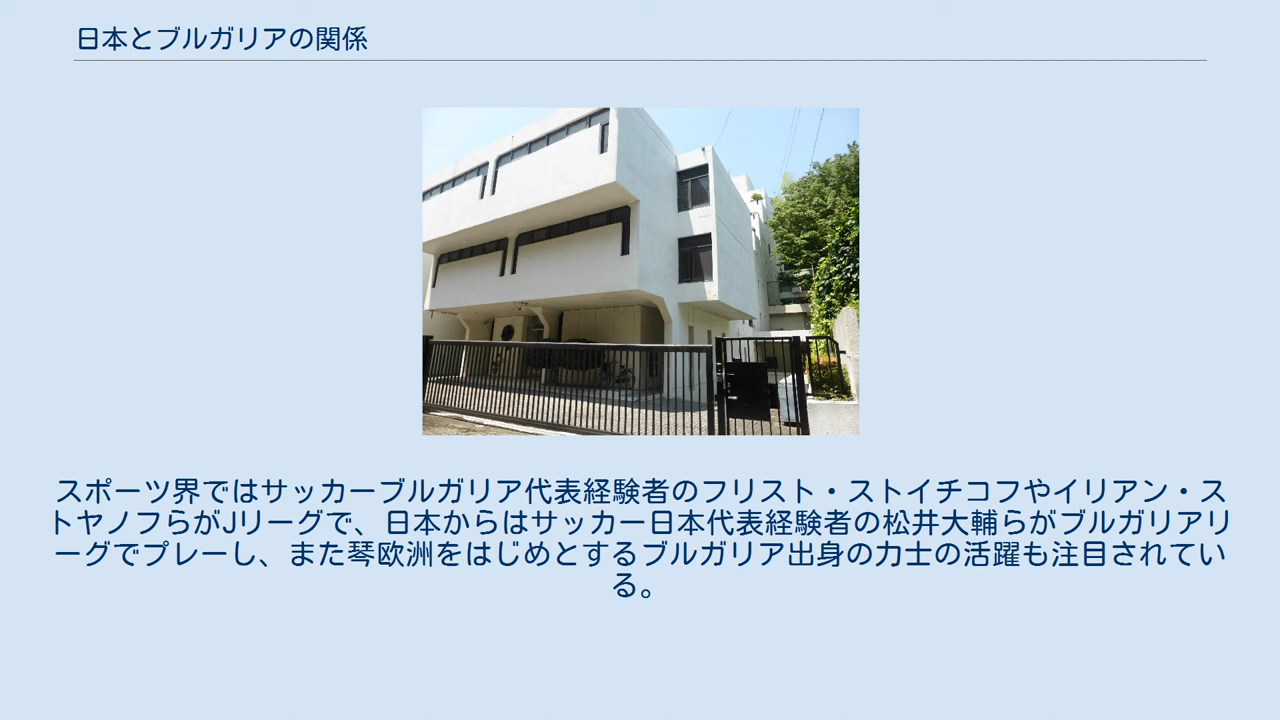 日本とブルガリアの関係
スポーツ界ではサッカーブルガリア代表経験者のフリスト・ストイチコフやイリアン・ス
トヤノフらがJリーグで、日本からはサッカー日本代表経験者の松井大輔らがブルガリアリ
ーグでプレーし、また琴欧洲をはじめとするブルガリア出身の力士の活躍も注目されてい
る。